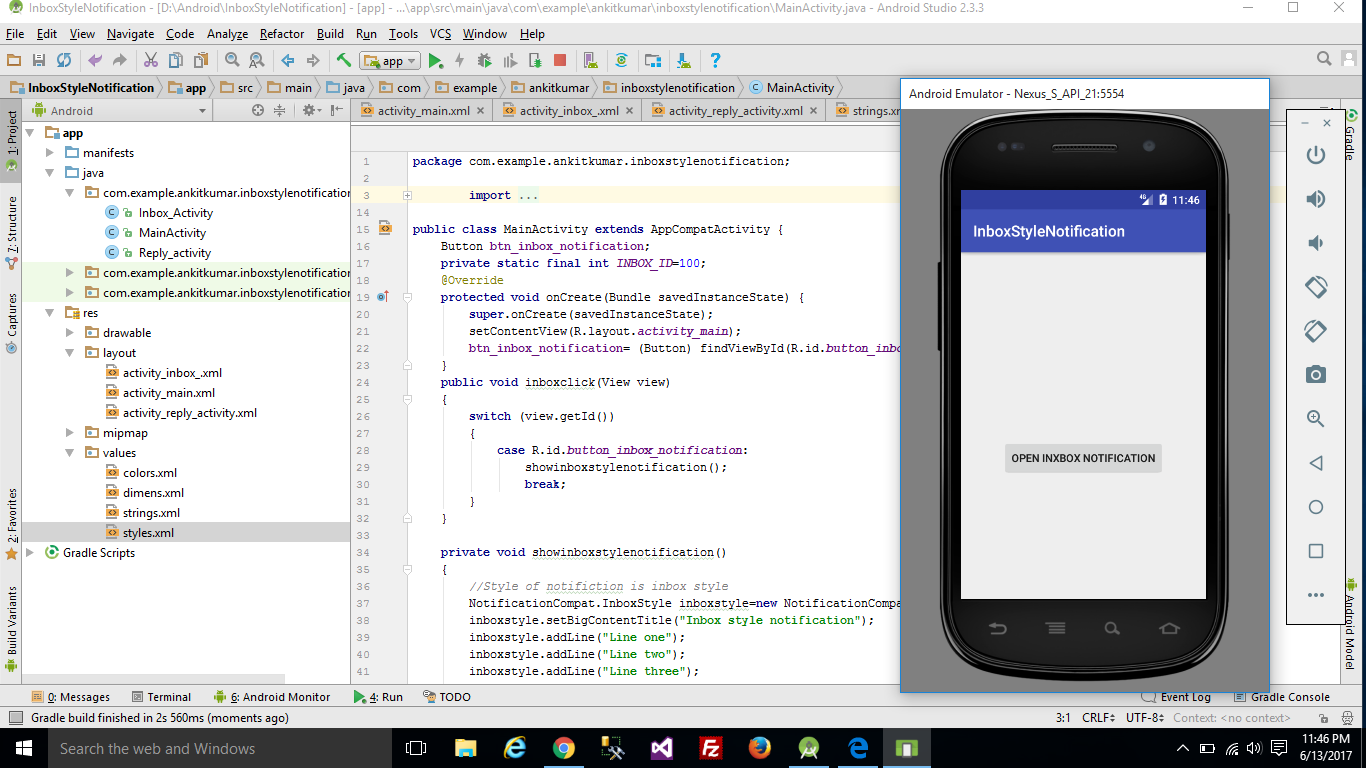 InboxStyleNotification - [D:\Android\InboxStyleNotification] - [app] - ...\app\src\main\java\com\example\ankitkumar\inboxstylenotification\MainActivity.java - Android Studio 2.3.3
File Edit View Navigate Code Analyze Refactor Build Run Tools VCS Window Help
app
InboxStyleNotification app src main java com example ankitkumar inboxstylenotification MainActivity
Android
activity_main.xml activity_inbox_.xml activity_reply_activity.xml strings.xm
1: Project
7: Structure
Captures
2: Favorites
Build Variants
app
manifests
java
com.example.ankitkumar.inboxstylenotification
Inbox_Activity
MainActivity
Reply_activity
com.example.ankitkumar.inboxstylenotification
com.example.ankitkumar.inboxstylenotification
res
drawable
layout
activity_inbox_.xml
activity_main.xml
activity_reply_activity.xml
mipmap
values
colors.xml
dimens.xml
strings.xml
styles.xml
Gradle Scripts
1 package com.example.ankitkumar.inboxstylenotification;
2
3 import ...
14
15 public class MainActivity extends AppCompatActivity {
16 Button btn_inbox_notification;
17 private static final int INBOX_ID=100;
18 @Override
19 protected void onCreate(Bundle savedInstanceState) {
20 super.onCreate(savedInstanceState);
21 setContentView(R.layout.activity_main);
22 btn_inbox_notification= (Button) findViewById(R.id.button_inbo
23 }
24 public void inboxclick(View view)
25 {
26 switch (view.getId())
27 {
28 case R.id.button_inbox_notification:
29 showinboxstylenotification();
30 break;
31 }
32 }
33
34 private void showinboxstylenotification()
35 {
36 //Style of notifiction is inbox style
37 NotificationCompat.InboxStyle inboxstyle=new NotificationCompa
38 inboxstyle.setBigContentTitle("Inbox style notification");
39 inboxstyle.addLine("Line one");
40 inboxstyle.addLine("Line two");
41 inboxstyle.addLine("Line three");
Android Emulator - Nexus_S_API_21:5554
4G 11:46
InboxStyleNotification
OPEN INXBOX NOTIFICATION
Gradle
Android Model
0: Messages Terminal 6: Android Monitor 4: Run TODO Event Log Gradle Console
Gradle build finished in 2s 560ms (moments ago) 3:1 CRLF UTF-8 Context: <no context>
Search the web and Windows
11:46 PM
6/13/2017